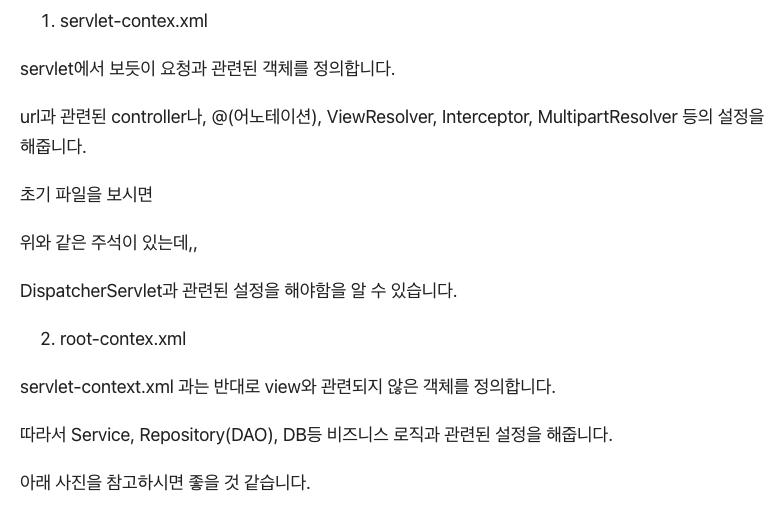 1. servlet-contex.xml
servlet에서 보듯이 요청과 관련된 객체를 정의합니다.
url과 관련된 controller나, @(어노테이션), ViewResolver, Interceptor, MultipartResolver 등의 설정을
해줍니다.
초기 파일을 보시면
위와 같은 주석이 있는데,,
DispatcherServlet과 관련된 설정을 해야함을 알 수 있습니다.
2. root-contex.xml
servlet-context.xml 과는 반대로 view와 관련되지 않은 객체를 정의합니다.
따라서 Service, Repository(DAO), DB등 비즈니스 로직과 관련된 설정을 해줍니다.
아래 사진을 참고하시면 좋을 것 같습니다.